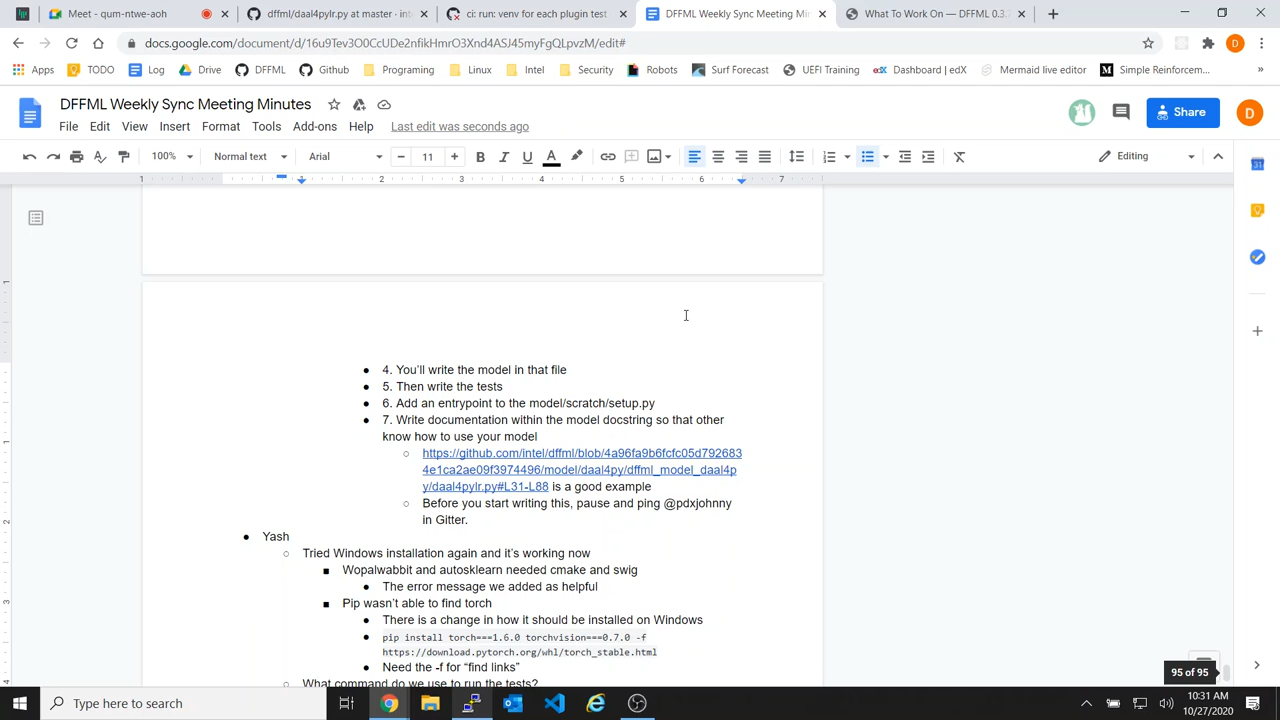 Meet - qum-ntwe-aoh
dffml/daal4pylr.py at master · int
ci: run: venv for each plugin test
DFFML Weekly Sync Meeting Min
What To Work On — DFFML 0.3.
docs.google.com/document/d/16u9Tev3O0CcUDe2nfikHmrO3Xnd4ASJ45myFgQLpvzM/edit#
Apps TODO Log Drive DFFML Github Programing Linux Intel Security Robots Surf Forecast UEFI Training Dashboard | edX Mermaid live editor Simple Reinforcem...
DFFML Weekly Sync Meeting Minutes
File Edit View Insert Format Tools Add-ons Help Last edit was seconds ago
Share
D
100% Normal text Arial 11 Editing
1 1 2 3 4 5 6 7
4. You'll write the model in that file
5. Then write the tests
6. Add an entrypoint to the model/scratch/setup.py
7. Write documentation within the model docstring so that other
know how to use your model
https://github.com/intel/dffml/blob/4a96fa9b6fcfc05d792683
4e1ca2ae09f3974496/model/daal4py/dffml_model_daal4p
y/daal4pylr.py#L31-L88 is a good example
Before you start writing this, pause and ping @pdxjohnny
in Gitter.
Yash
Tried Windows installation again and it's working now
Wopalwabbit and autosklearn needed cmake and swig
The error message we added as helpful
Pip wasn't able to find torch
There is a change in how it should be installed on Windows
pip install torch===1.6.0 torchvision===0.7.0 -f
https://download.pytorch.org/whl/torch_stable.html
Need the -f for "find links"
What command do we use to run the tests?
95 of 95
Type here to search
10:31 AM
10/27/2020